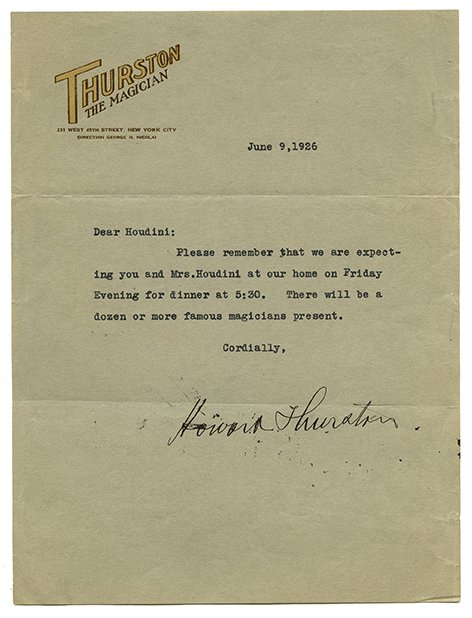 THURSTON
THE MAGICIAN
231 WEST 45TH STREET, NEW YORK CITY
DIRECTION GEORGE H. NICOLAI
June 9,1926
Dear Houdini:
Please remember that we are expect-
ing you and Mrs.Houdini at our home on Friday
Evening for dinner at 5:30. There will be a
dozen or more famous magicians present.
Cordially,
Howard Thurston.